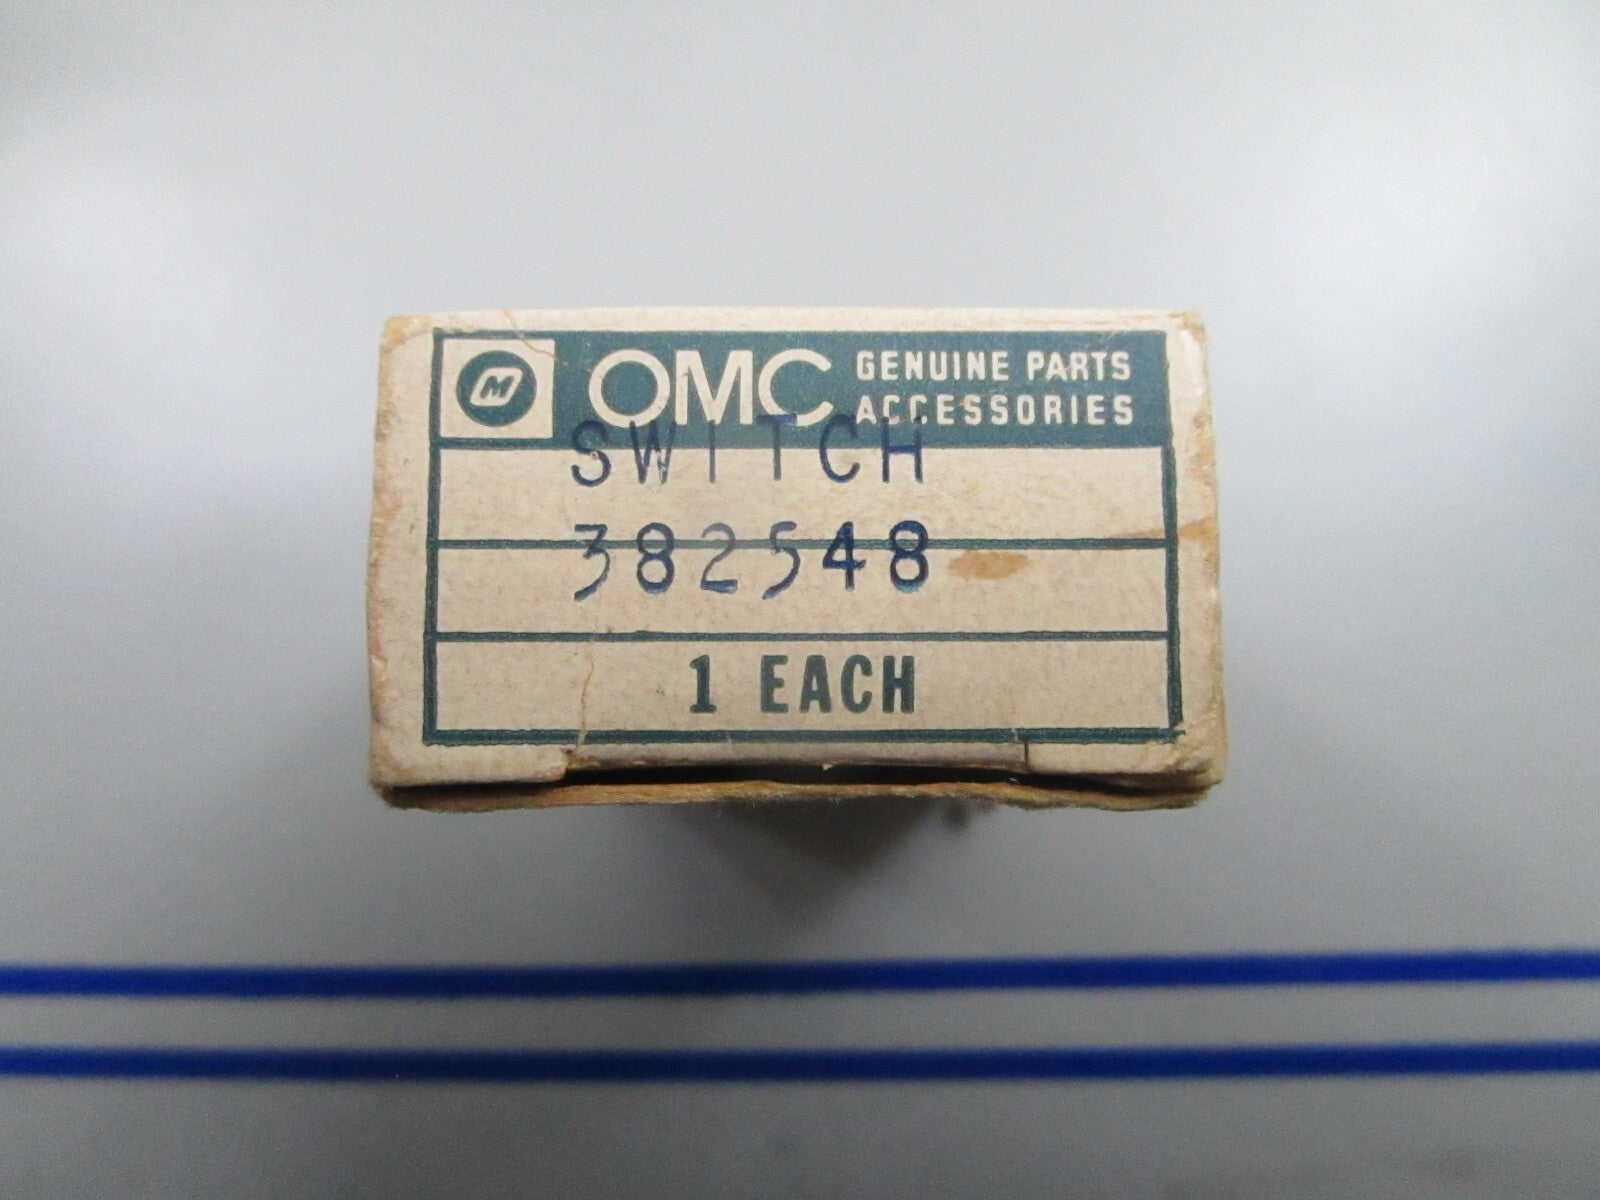 OMC GENUINE PARTS
ACCESSORIES
SWITCH
382548
1 EACH